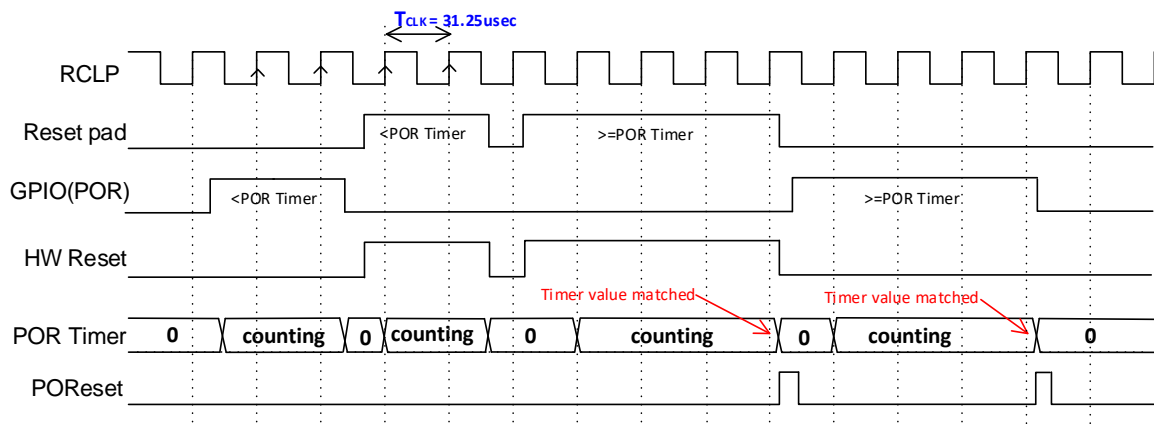 TCLK = 31.25usec
RCLP
Reset pad
<POR Timer
>=POR Timer
GPIO(POR)
<POR Timer
>=POR Timer
HW Reset
Timer value matched
Timer value matched
POR Timer
0
counting
0
counting
0
counting
0
counting
0
POReset